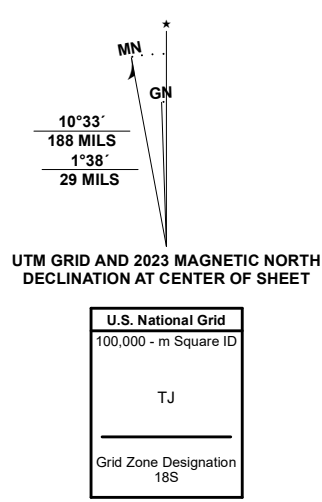 ★
MN
GN
10°33´
188 MILS
1°38´
29 MILS
UTM GRID AND 2023 MAGNETIC NORTH
DECLINATION AT CENTER OF SHEET
U.S. National Grid
100,000 - m Square ID
TJ
Grid Zone Designation
18S